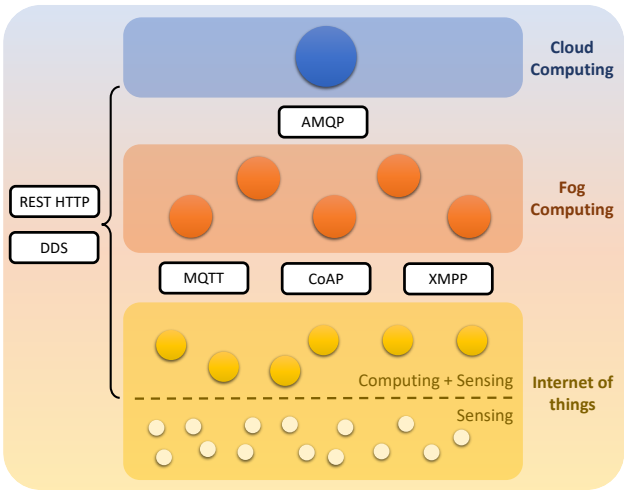 Cloud
Computing
AMQP
REST HTTP
DDS
Fog
Computing
MQTT
CoAP
XMPP
Computing + Sensing
Sensing
Internet of
things